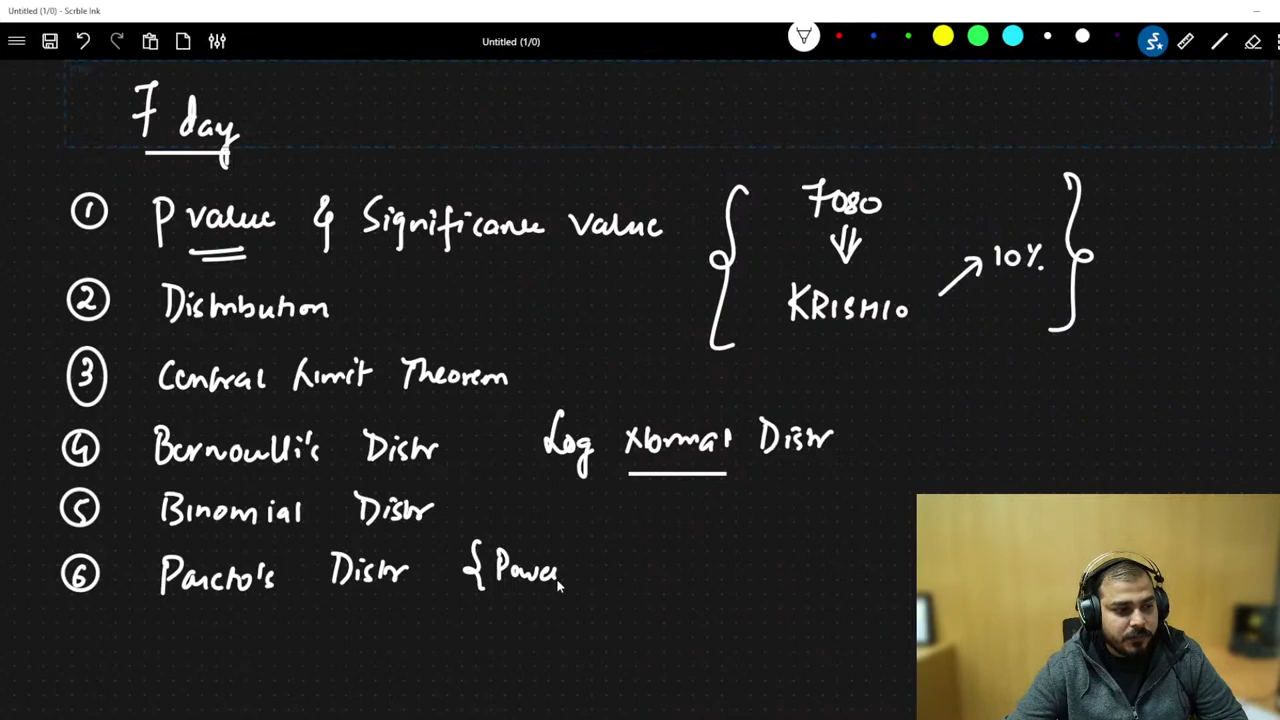 Untitled (1/0) - Scrble Ink
Untitled (1/0)
7 day
① P value & Significance value
② Distribution
③ Central Limit Theorem
④ Bernoulli's Distr
⑤ Binomial Distr
⑥ Pareto's Distr { Power
7080
KRISH10
10%.
Log Normal Distr